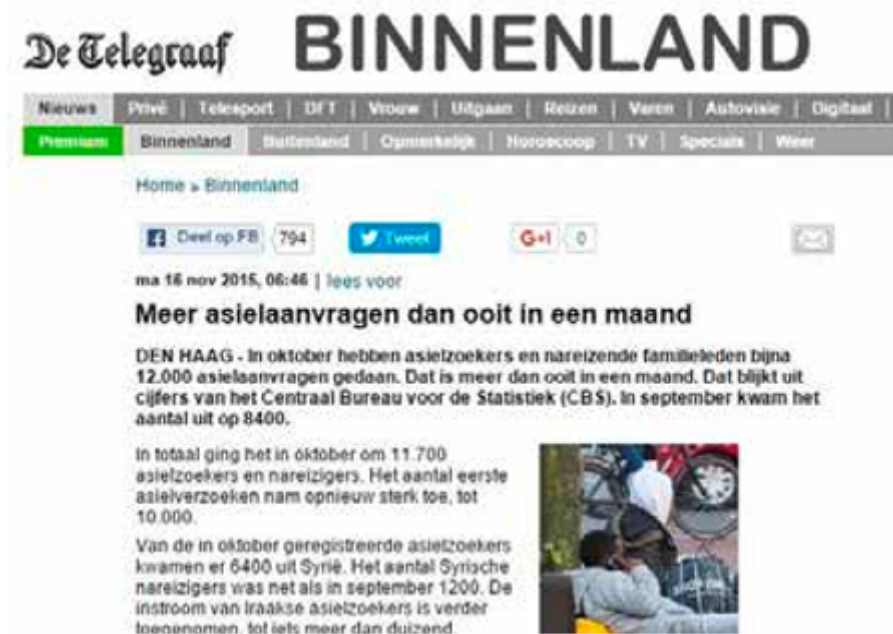 De Telegraaf BINNENLAND
Nieuws Privé | Telesport | DFT | Vrouw | Uitgaan | Reizen | Varen | Autovisie | Digitaal |
Premium Binnenland Buitenland | Opmerkelijk | Horoscoop | TV | Specials | Weer
Home » Binnenland
Deel op FB 794 Tweet G+1 0
ma 16 nov 2015, 06:46 | lees voor
Meer asielaanvragen dan ooit in een maand
DEN HAAG - In oktober hebben asielzoekers en nareizende familieleden bijna
12.000 asielaanvragen gedaan. Dat is meer dan ooit in een maand. Dat blijkt uit
cijfers van het Centraal Bureau voor de Statistiek (CBS). In september kwam het
aantal uit op 8400.
In totaal ging het in oktober om 11.700
asielzoekers en nareizigers. Het aantal eerste
asielverzoeken nam opnieuw sterk toe, tot
10.000.
Van de in oktober geregistreerde asielzoekers
kwamen er 6400 uit Syrië. Het aantal Syrische
nareizigers was net als in september 1200. De
instroom van Iraakse asielzoekers is verder
toegenomen, tot iets meer dan duizend.